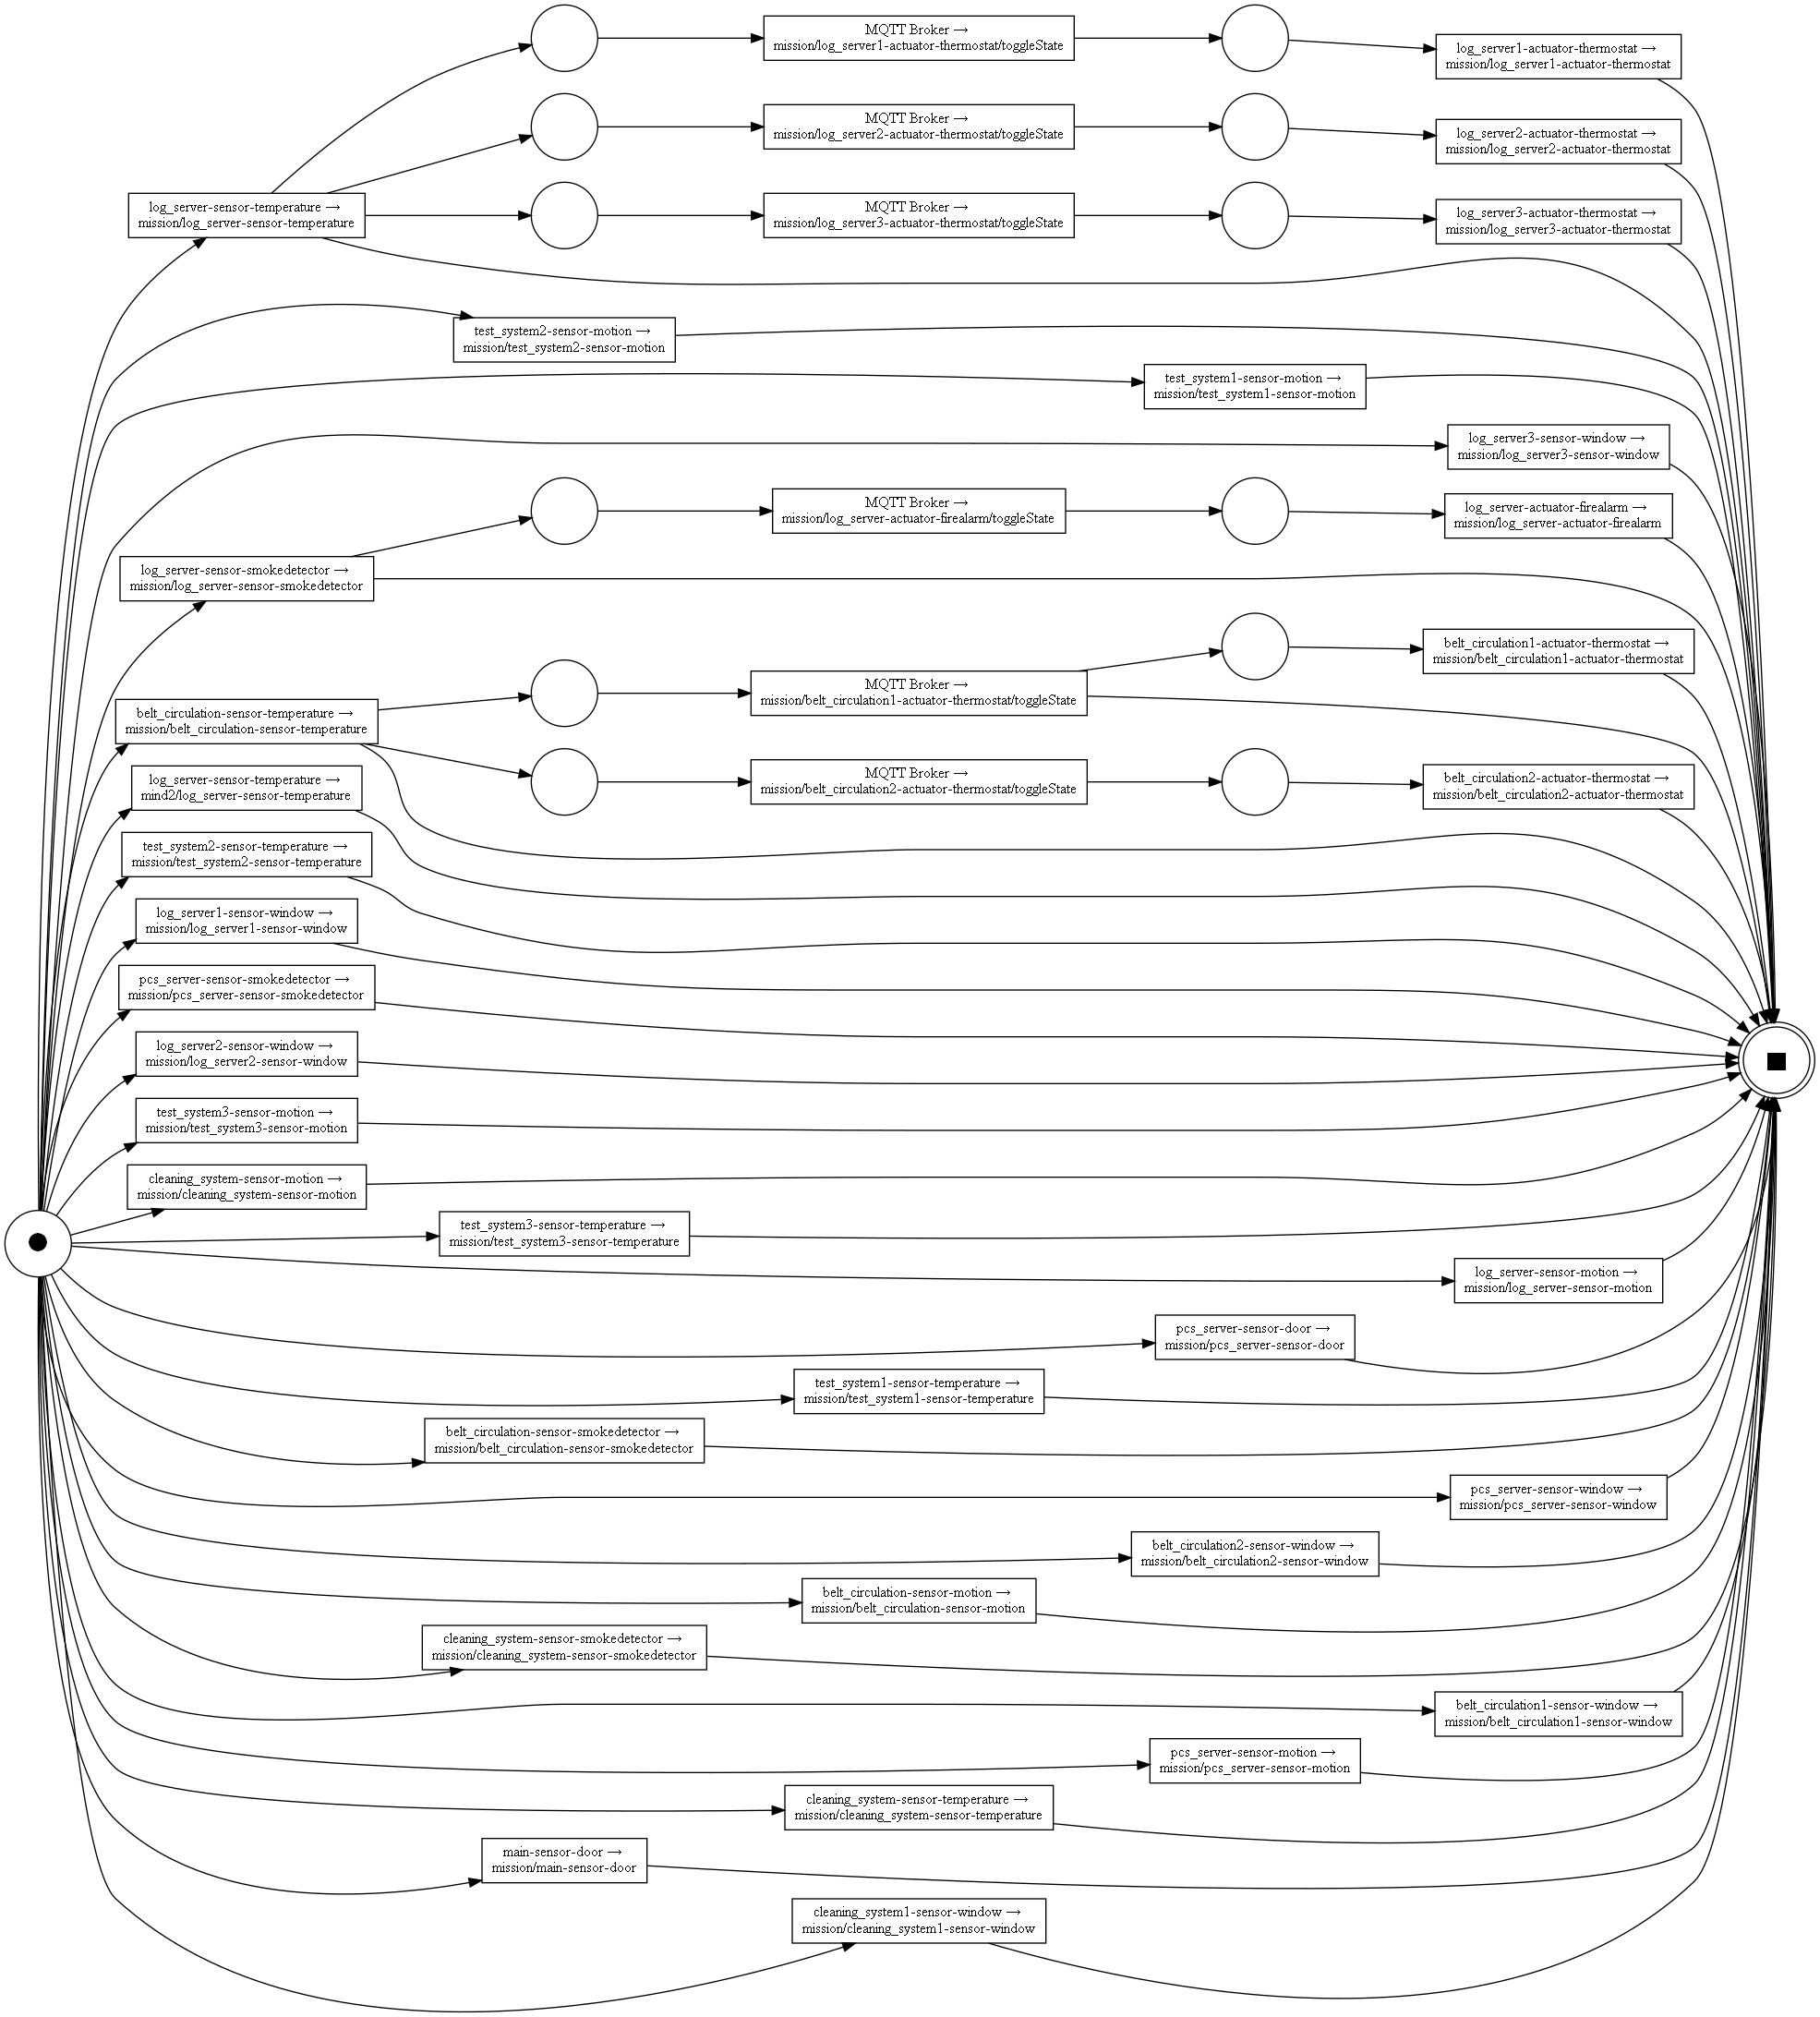 MQTT Broker →
mission/log_server1-actuator-thermostat/toggleState
log_server1-actuator-thermostat →
mission/log_server1-actuator-thermostat
MQTT Broker →
mission/log_server2-actuator-thermostat/toggleState
log_server2-actuator-thermostat →
mission/log_server2-actuator-thermostat
log_server-sensor-temperature →
mission/log_server-sensor-temperature
MQTT Broker →
mission/log_server3-actuator-thermostat/toggleState
log_server3-actuator-thermostat →
mission/log_server3-actuator-thermostat
test_system2-sensor-motion →
mission/test_system2-sensor-motion
test_system1-sensor-motion →
mission/test_system1-sensor-motion
log_server3-sensor-window →
mission/log_server3-sensor-window
MQTT Broker →
mission/log_server-actuator-firealarm/toggleState
log_server-actuator-firealarm →
mission/log_server-actuator-firealarm
log_server-sensor-smokedetector →
mission/log_server-sensor-smokedetector
belt_circulation1-actuator-thermostat →
mission/belt_circulation1-actuator-thermostat
MQTT Broker →
mission/belt_circulation1-actuator-thermostat/toggleState
belt_circulation-sensor-temperature →
mission/belt_circulation-sensor-temperature
log_server-sensor-temperature →
mind2/log_server-sensor-temperature
MQTT Broker →
mission/belt_circulation2-actuator-thermostat/toggleState
belt_circulation2-actuator-thermostat →
mission/belt_circulation2-actuator-thermostat
test_system2-sensor-temperature →
mission/test_system2-sensor-temperature
log_server1-sensor-window →
mission/log_server1-sensor-window
pcs_server-sensor-smokedetector →
mission/pcs_server-sensor-smokedetector
log_server2-sensor-window →
mission/log_server2-sensor-window
test_system3-sensor-motion →
mission/test_system3-sensor-motion
cleaning_system-sensor-motion →
mission/cleaning_system-sensor-motion
test_system3-sensor-temperature →
mission/test_system3-sensor-temperature
log_server-sensor-motion →
mission/log_server-sensor-motion
pcs_server-sensor-door →
mission/pcs_server-sensor-door
test_system1-sensor-temperature →
mission/test_system1-sensor-temperature
belt_circulation-sensor-smokedetector →
mission/belt_circulation-sensor-smokedetector
pcs_server-sensor-window →
mission/pcs_server-sensor-window
belt_circulation2-sensor-window →
mission/belt_circulation2-sensor-window
belt_circulation-sensor-motion →
mission/belt_circulation-sensor-motion
cleaning_system-sensor-smokedetector →
mission/cleaning_system-sensor-smokedetector
belt_circulation1-sensor-window →
mission/belt_circulation1-sensor-window
pcs_server-sensor-motion →
mission/pcs_server-sensor-motion
cleaning_system-sensor-temperature →
mission/cleaning_system-sensor-temperature
main-sensor-door →
mission/main-sensor-door
cleaning_system1-sensor-window →
mission/cleaning_system1-sensor-window